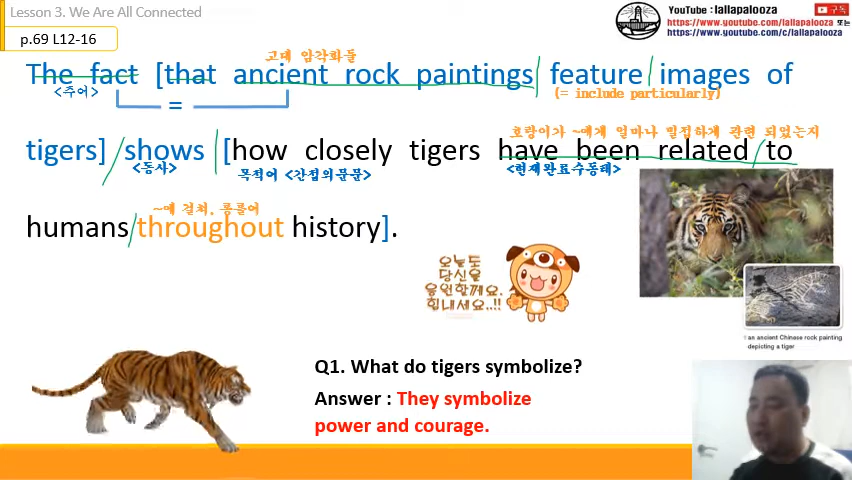 Lesson 3. We Are All Connected
p.69 L12-16
YouTube : lallapalooza
구독
https://www.youtube.com/lallapalooza 또는
https://www.youtube.com/c/lallapalooza
고대 암각화들
The fact [that ancient rock paintings feature images of
<주어>
(= include particularly)
=
호랑이가 ~에게 얼마나 밀접하게 관련 되었는지
tigers] shows [how closely tigers have been related to
<동사>
목적어 <간접의문문>
<현재완료수동태>
~에 걸쳐, 통틀어
humans throughout history].
오늘도
당신을
응원할께요.
힘내세요..!!
an ancient Chinese rock painting
depicting a tiger
Q1. What do tigers symbolize?
Answer : They symbolize
power and courage.